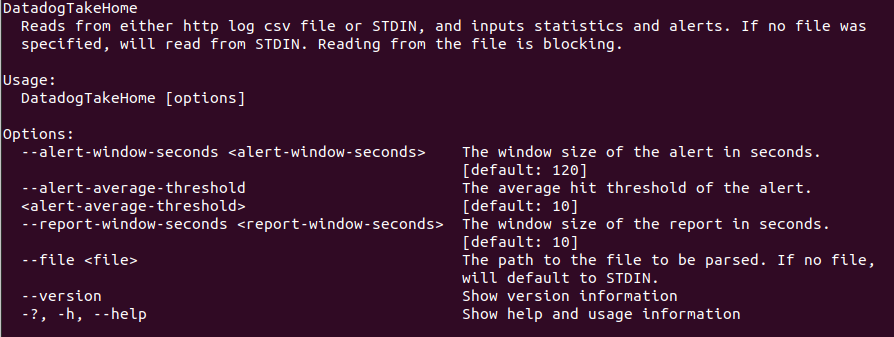 DatadogTakeHome
Reads from either http log csv file or STDIN, and inputs statistics and alerts. If no file was
specified, will read from STDIN. Reading from the file is blocking.
Usage:
DatadogTakeHome [options]
Options:
--alert-window-seconds <alert-window-seconds> The window size of the alert in seconds.
[default: 120]
--alert-average-threshold The average hit threshold of the alert.
<alert-average-threshold> [default: 10]
--report-window-seconds <report-window-seconds> The window size of the report in seconds.
[default: 10]
--file <file> The path to the file to be parsed. If no file,
will default to STDIN.
--version Show version information
-?, -h, --help Show help and usage information